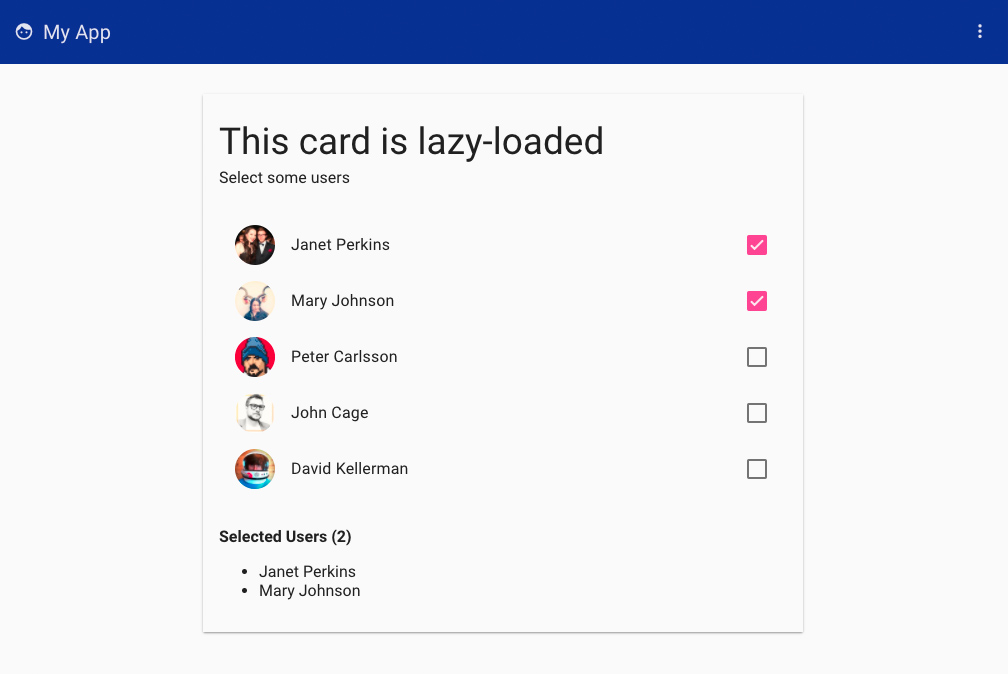 My App
This card is lazy-loaded
Select some users
Janet Perkins
Mary Johnson
Peter Carlsson
John Cage
David Kellerman
Selected Users (2)
Janet Perkins
Mary Johnson